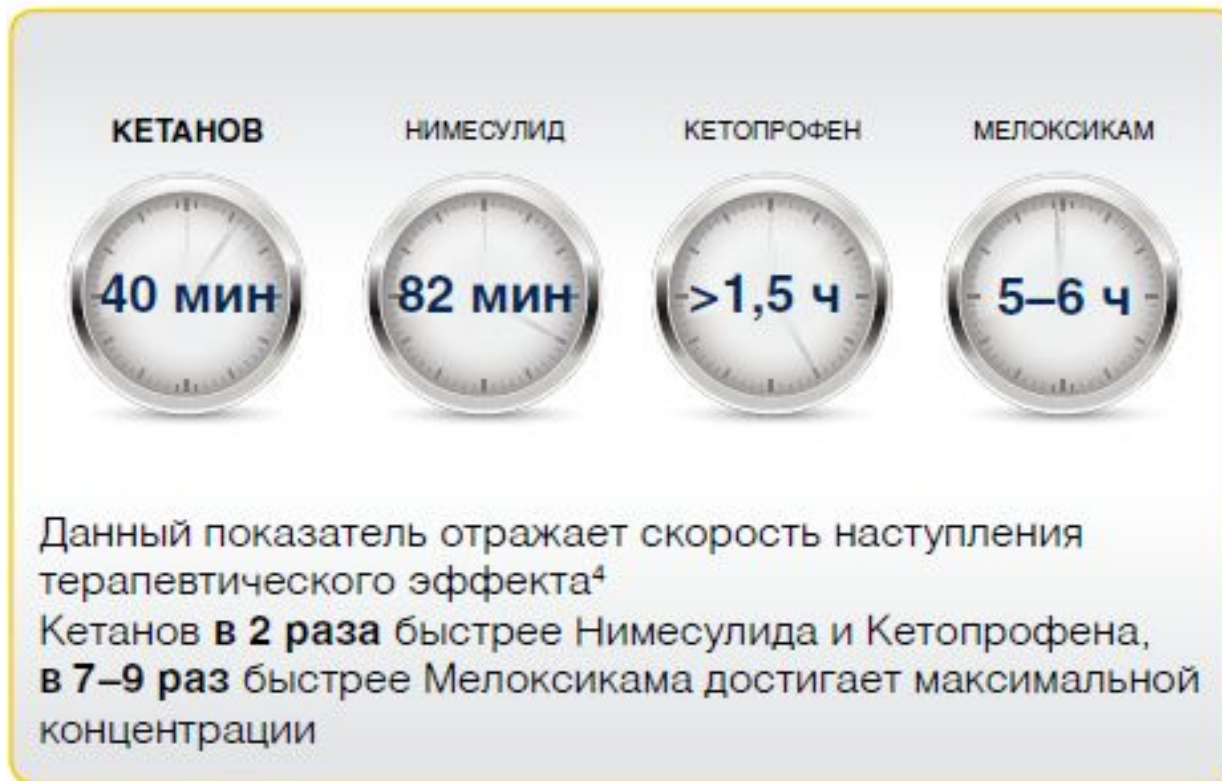 КЕТАНОВ НИМЕСУЛИД КЕТОПРОФЕН МЕЛОКСИКАМ
40 мин 82 мин >1,5 ч 5–6 ч
Данный показатель отражает скорость наступления
терапевтического эффекта⁴
Кетанов в 2 раза быстрее Нимесулида и Кетопрофена,
в 7–9 раз быстрее Мелоксикама достигает максимальной
концентрации